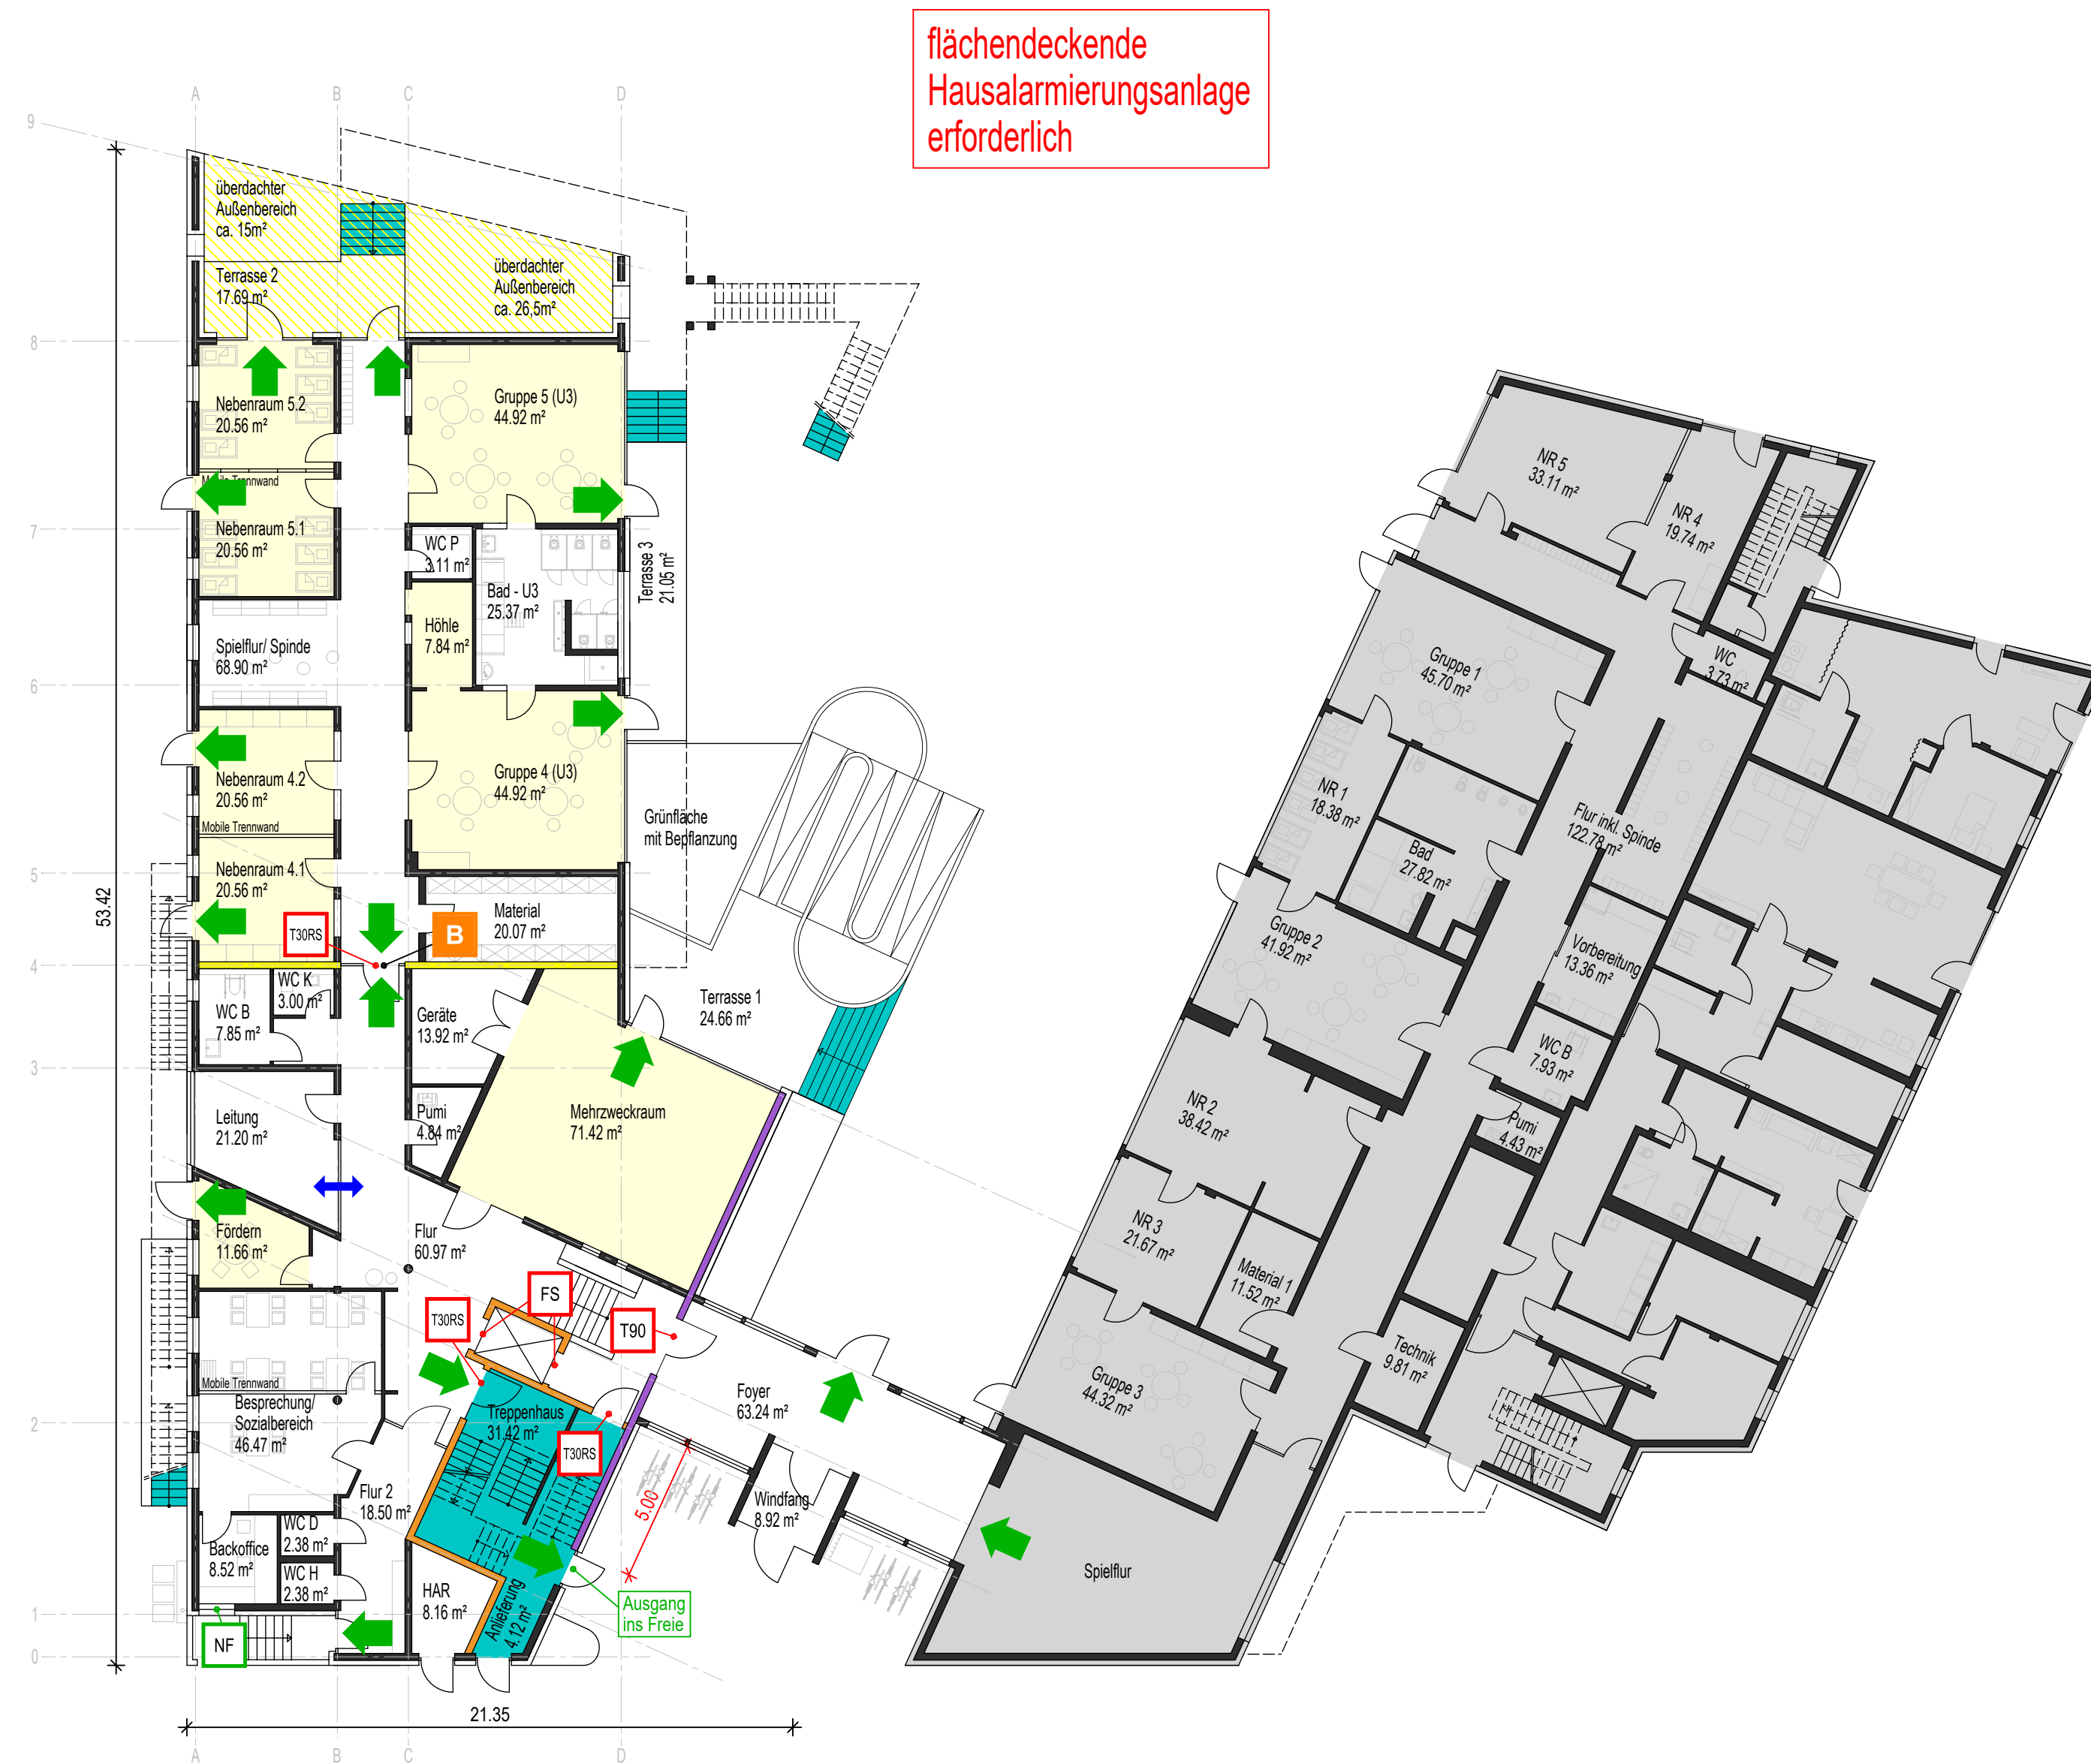 flächendeckende
Hausalarmierungsanlage
erforderlich
A
B
C
D
9
überdachter
Außenbereich
ca. 15m²
Terrasse 2
17.69 m²
überdachter
Außenbereich
ca. 26,5m²
8
Nebenraum 5.2
20.56 m²
Gruppe 5 (U3)
44.92 m²
Mobile Trennwand
Nebenraum 5.1
20.56 m²
7
WC P
3.11 m²
Bad - U3
25.37 m²
Terrasse 3
21.05 m²
Höhle
7.84 m²
Spielflur/ Spinde
68.90 m²
6
Nebenraum 4.2
20.56 m²
Mobile Trennwand
Gruppe 4 (U3)
44.92 m²
Grünfläche
mit Bepflanzung
Nebenraum 4.1
20.56 m²
5
53.42
T30RS
B
Material
20.07 m²
4
WC K
3.00 m²
WC B
7.85 m²
Geräte
13.92 m²
Terrasse 1
24.66 m²
3
Leitung
21.20 m²
Pumi
4.84 m²
Mehrzweckraum
71.42 m²
Fördern
11.66 m²
Flur
60.97 m²
FS
T30RS
T90
Mobile Trennwand
Besprechung/
Sozialbereich
46.47 m²
2
Treppenhaus
31.42 m²
T30RS
Foyer
63.24 m²
Flur 2
18.50 m²
5.00
Windfang
8.92 m²
WC D
2.38 m²
Backoffice
8.52 m²
WC H
2.38 m²
HAR
8.16 m²
Anlieferung
4.12 m²
Ausgang
ins Freie
1
NF
0
21.35
A
B
C
D
NR 5
33.11 m²
NR 4
19.74 m²
Gruppe 1
45.70 m²
WC
3.73 m²
NR 1
18.38 m²
Flur inkl. Spinde
122.78 m²
Bad
27.82 m²
Gruppe 2
41.92 m²
Vorbereitung
13.36 m²
WC B
7.93 m²
NR 2
38.42 m²
Pumi
4.43 m²
NR 3
21.67 m²
Material 1
11.52 m²
Technik
9.81 m²
Gruppe 3
44.32 m²
Spielflur